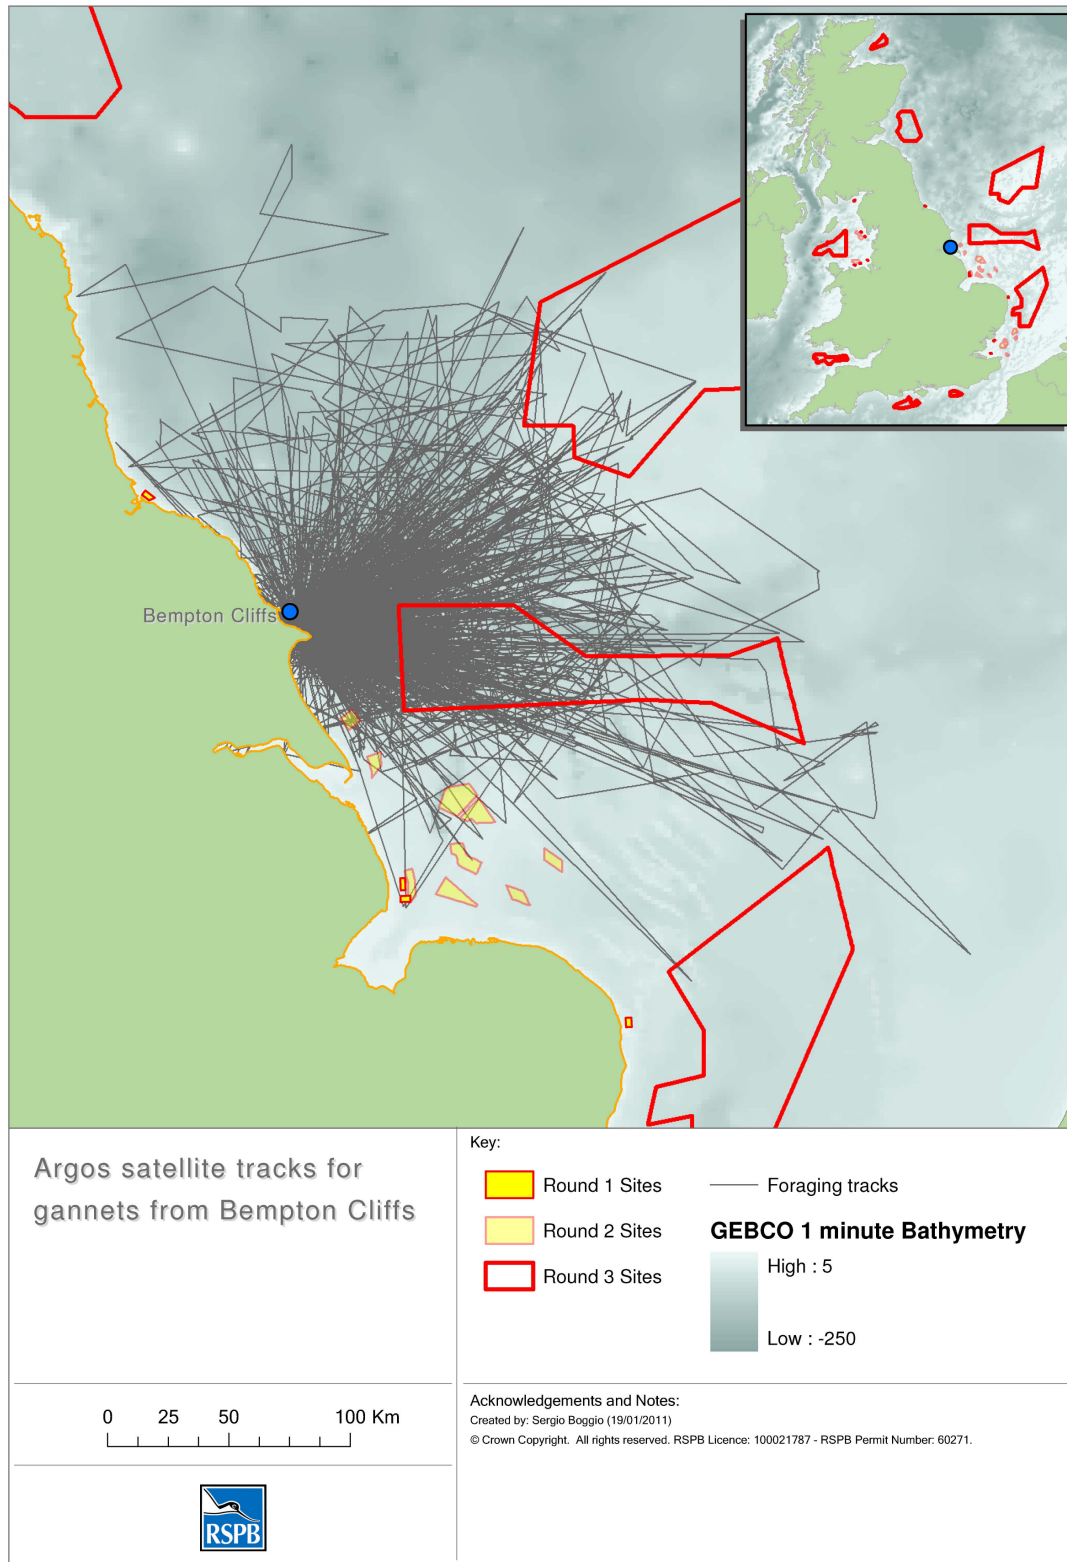 Bempton Cliffs
Argos satellite tracks for
gannets from Bempton Cliffs
Key:
Round 1 Sites
Round 2 Sites
Round 3 Sites
Foraging tracks
GEBCO 1 minute Bathymetry
High : 5
Low : -250
0 25 50 100 Km
RSPB
Acknowledgements and Notes:
Created by: Sergio Boggio (19/01/2011)
© Crown Copyright. All rights reserved. RSPB Licence: 100021787 - RSPB Permit Number: 60271.